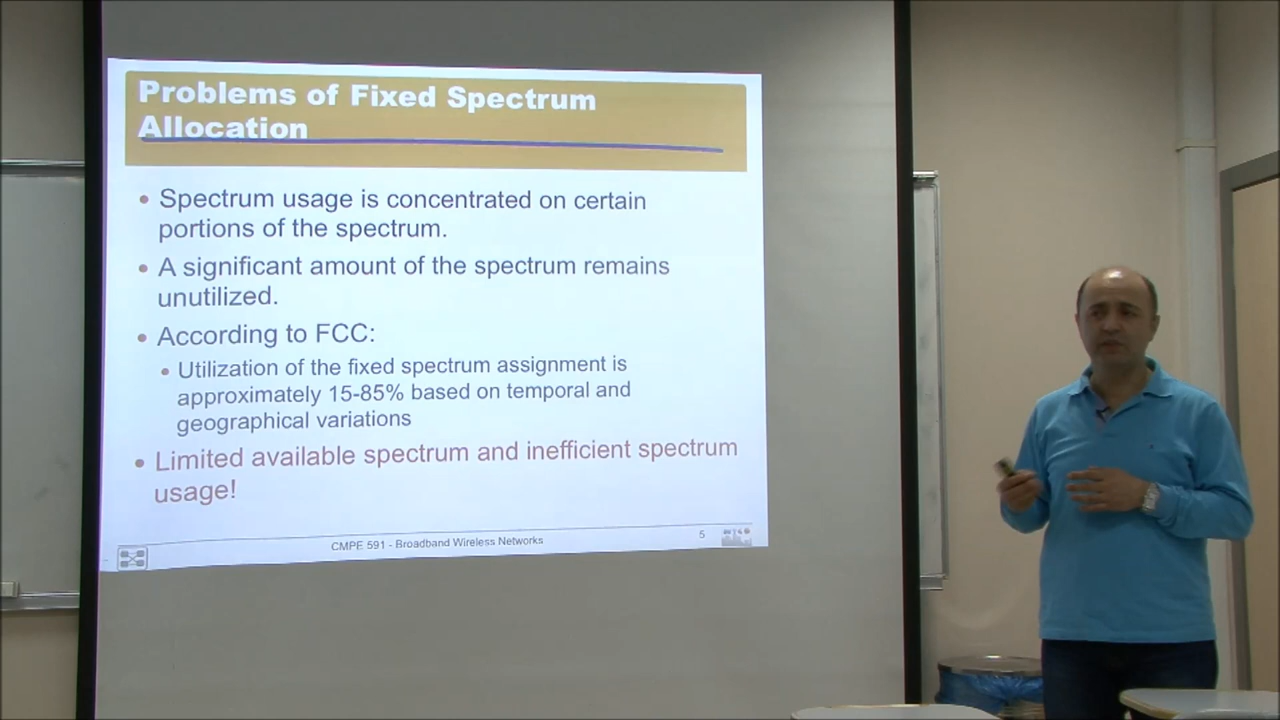 Problems of Fixed Spectrum
Allocation
• Spectrum usage is concentrated on certain
portions of the spectrum.
• A significant amount of the spectrum remains
unutilized.
• According to FCC:
• Utilization of the fixed spectrum assignment is
approximately 15-85% based on temporal and
geographical variations
• Limited available spectrum and inefficient spectrum
usage!
CMPE 591 - Broadband Wireless Networks
5